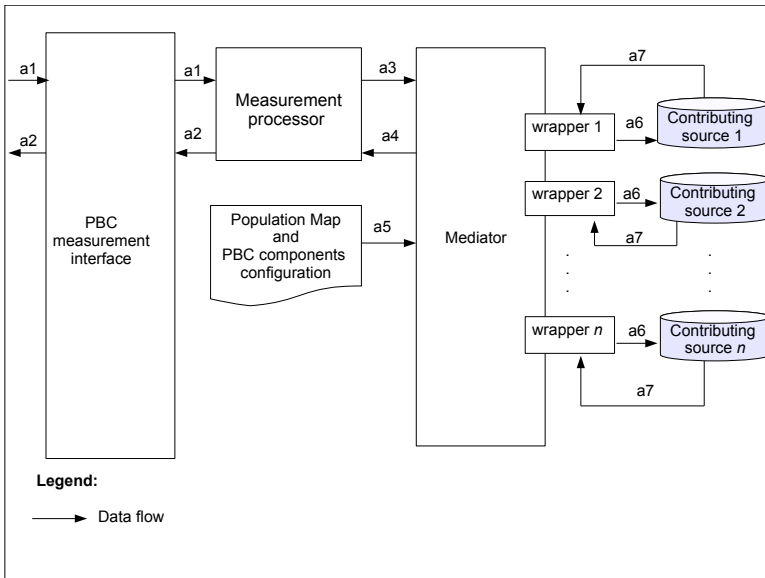 a7
a1
a1
a3
Measurement
processor
wrapper 1
a6
Contributing
source 1
a2
a2
a4
wrapper 2
a6
Contributing
source 2
PBC
measurement
interface
Population Map
and
PBC components
configuration
a5
Mediator
a7
. . .
. . .
. . .
wrapper n
a6
Contributing
source n
a7
Legend:
Data flow